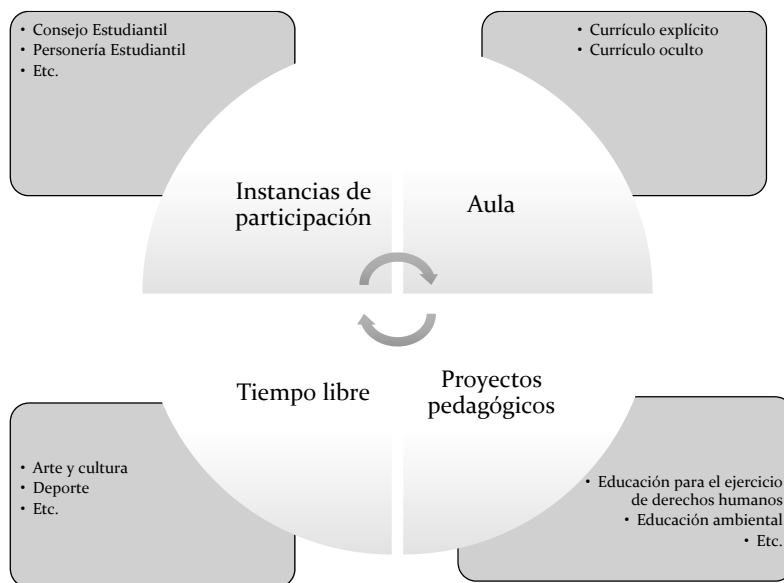 • Consejo Estudiantil
• Personería Estudiantil
• Etc.
• Currículo explícito
• Currículo oculto
Instancias de
participación
Aula
Tiempo libre
Proyectos
pedagógicos
• Arte y cultura
• Deporte
• Etc.
• Educación para el ejercicio
de derechos humanos
• Educación ambiental
• Etc.